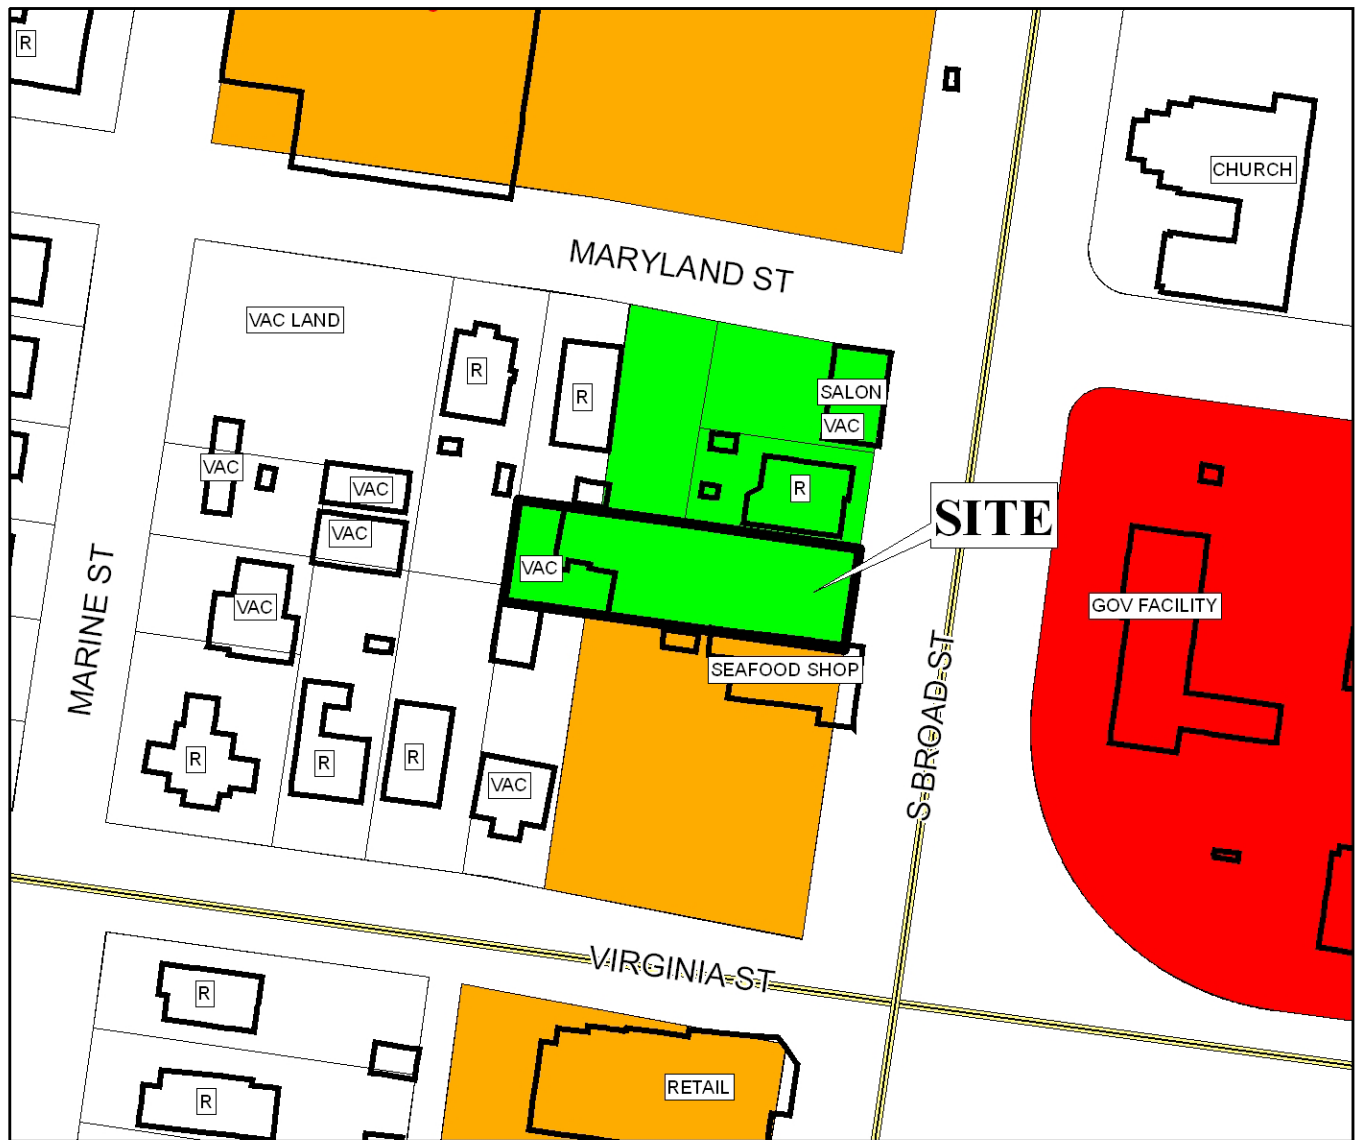 R
CHURCH
MARYLAND ST
VAC LAND
R
R
SALON
VAC
VAC
VAC
R
VAC
SITE
VAC
VAC
GOV FACILITY
MARINE ST
S BROAD ST
SEAFOOD SHOP
R
R
R
VAC
VIRGINIA ST
R
RETAIL
R